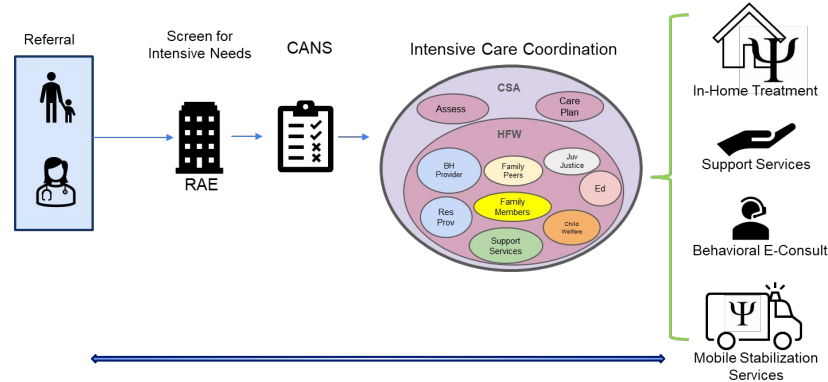 Referral
Screen for
Intensive Needs
RAE
CANS
Intensive Care Coordination
CSA
Assess
Care
Plan
HFW
BH
Provider
Family
Peers
Juv
Justice
Ed
Res
Prov
Family
Members
Child
Welfare
Support
Services
In-Home Treatment
Support Services
Behavioral E-Consult
Mobile Stabilization
Services
Ψ
Ψ